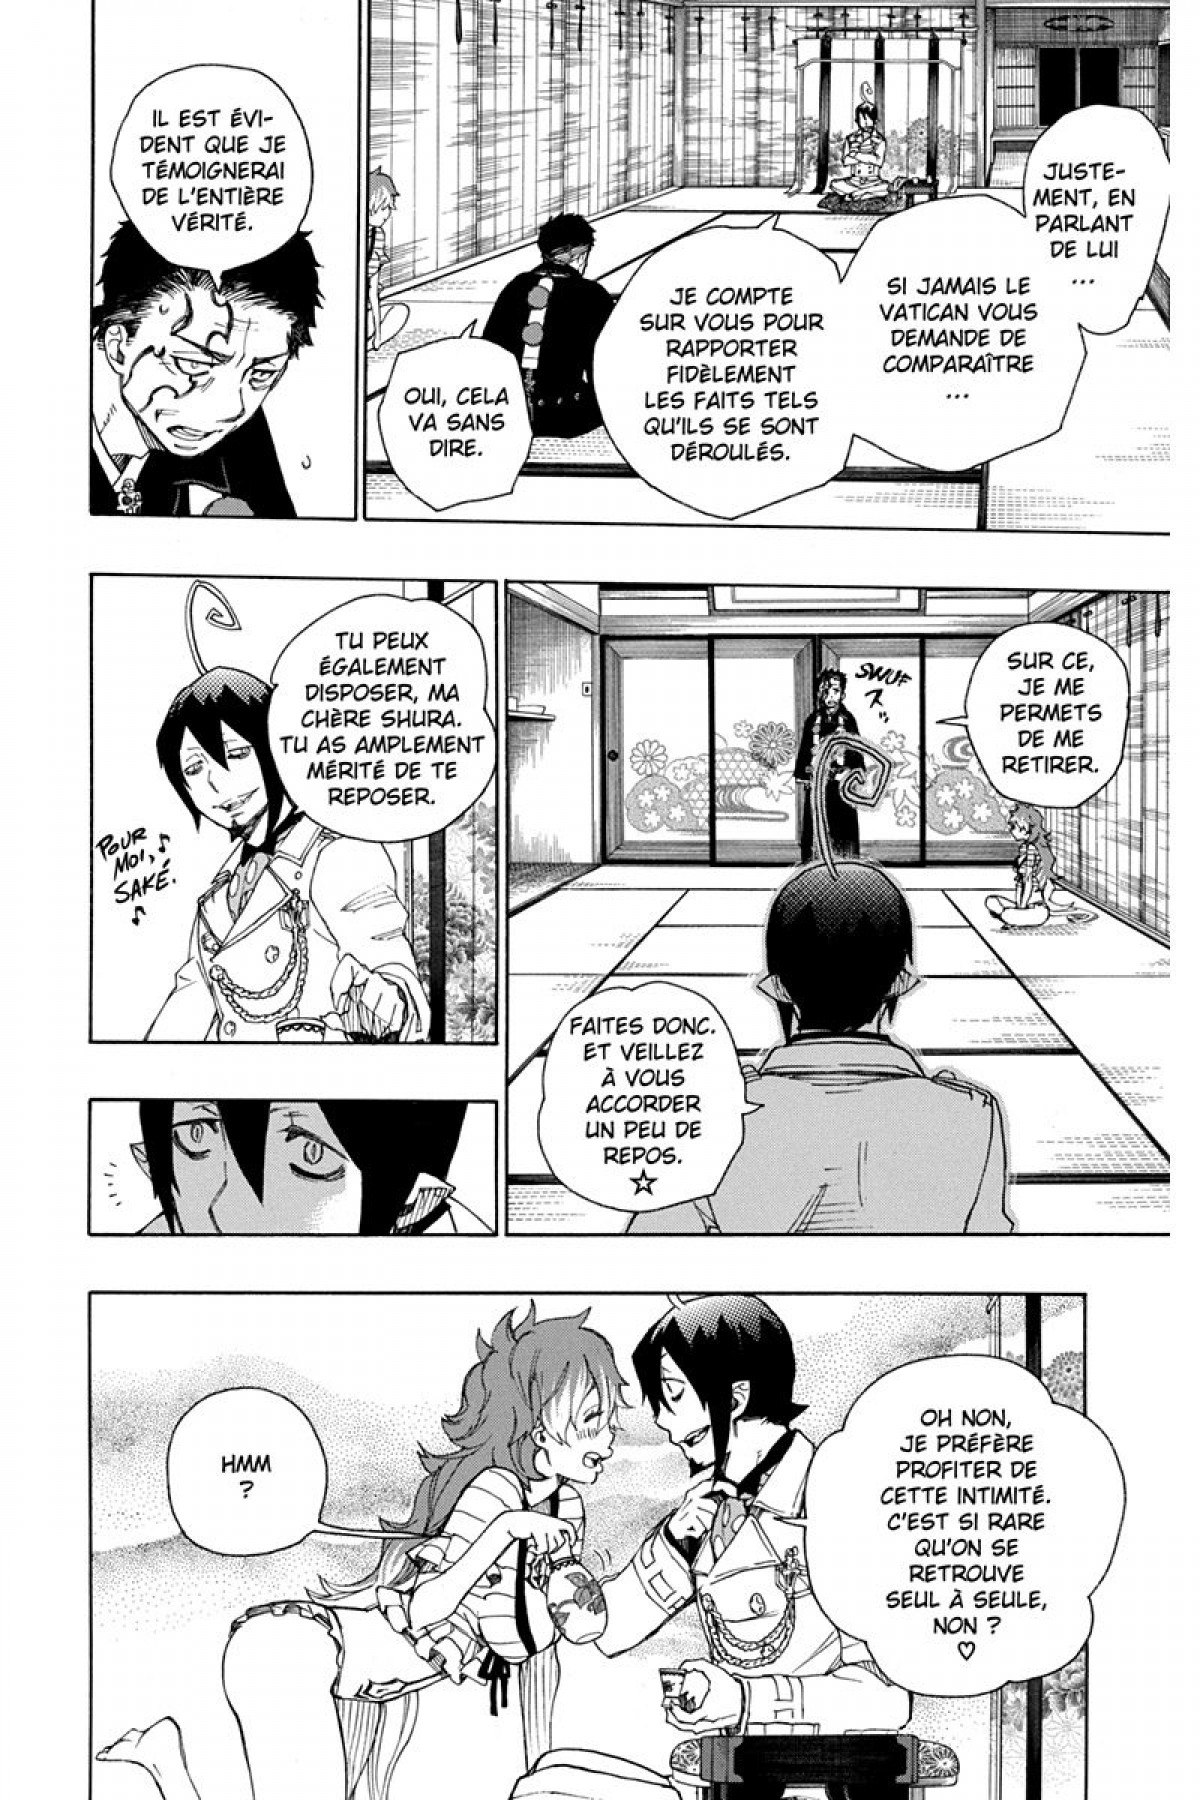 JUSTE-
MENT, EN
PARLANT
DE LUI
...
SI JAMAIS LE
VATICAN VOUS
DEMANDE DE
COMPARAÎTRE
...
JE COMPTE
SUR VOUS POUR
RAPPORTER
FIDÈLEMENT
LES FAITS TELS
QU'ILS SE SONT
DÉROULÉS.
OUI, CELA
VA SANS
DIRE.
IL EST ÉVI-
DENT QUE JE
TÉMOIGNERAI
DE L'ENTIÈRE
VÉRITÉ.
SUR CE,
JE ME
PERMETS
DE ME
RETIRER.
SWUF
スッ
FAITES DONC.
ET VEILLEZ
À VOUS
ACCORDER
UN PEU DE
REPOS.
☆
TU PEUX
ÉGALEMENT
DISPOSER, MA
CHÈRE SHURA.
TU AS AMPLEMENT
MÉRITÉ DE TE
REPOSER.
POUR
MOI, ♪
SAKÉ.
♪
OH NON,
JE PRÉFÈRE
PROFITER DE
CETTE INTIMITÉ.
C'EST SI RARE
QU'ON SE
RETROUVE
SEUL À SEULE,
NON ?
♡
HMM
?